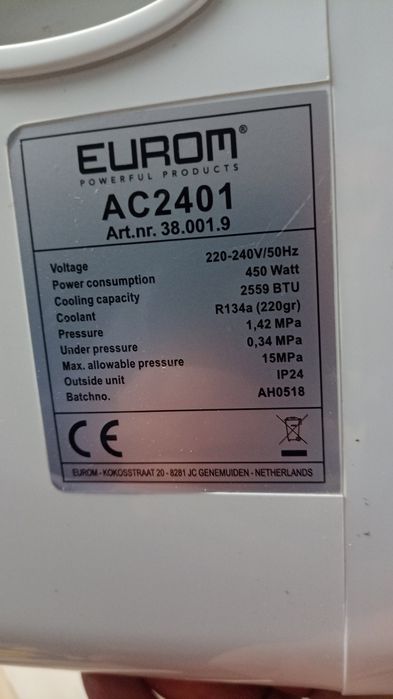 EUROM®
POWERFUL PRODUCTS
AC2401
Art.nr. 38.001.9
Voltage 220-240V/50Hz
Power consumption 450 Watt
Cooling capacity 2559 BTU
Coolant R134a (220gr)
Pressure 1,42 MPa
Under pressure 0,34 MPa
Max. allowable pressure 15MPa
Outside unit IP24
Batchno. AH0518
CE
EUROM - KOKOSSTRAAT 20 - 8281 JC GENEMUIDEN - NETHERLANDS